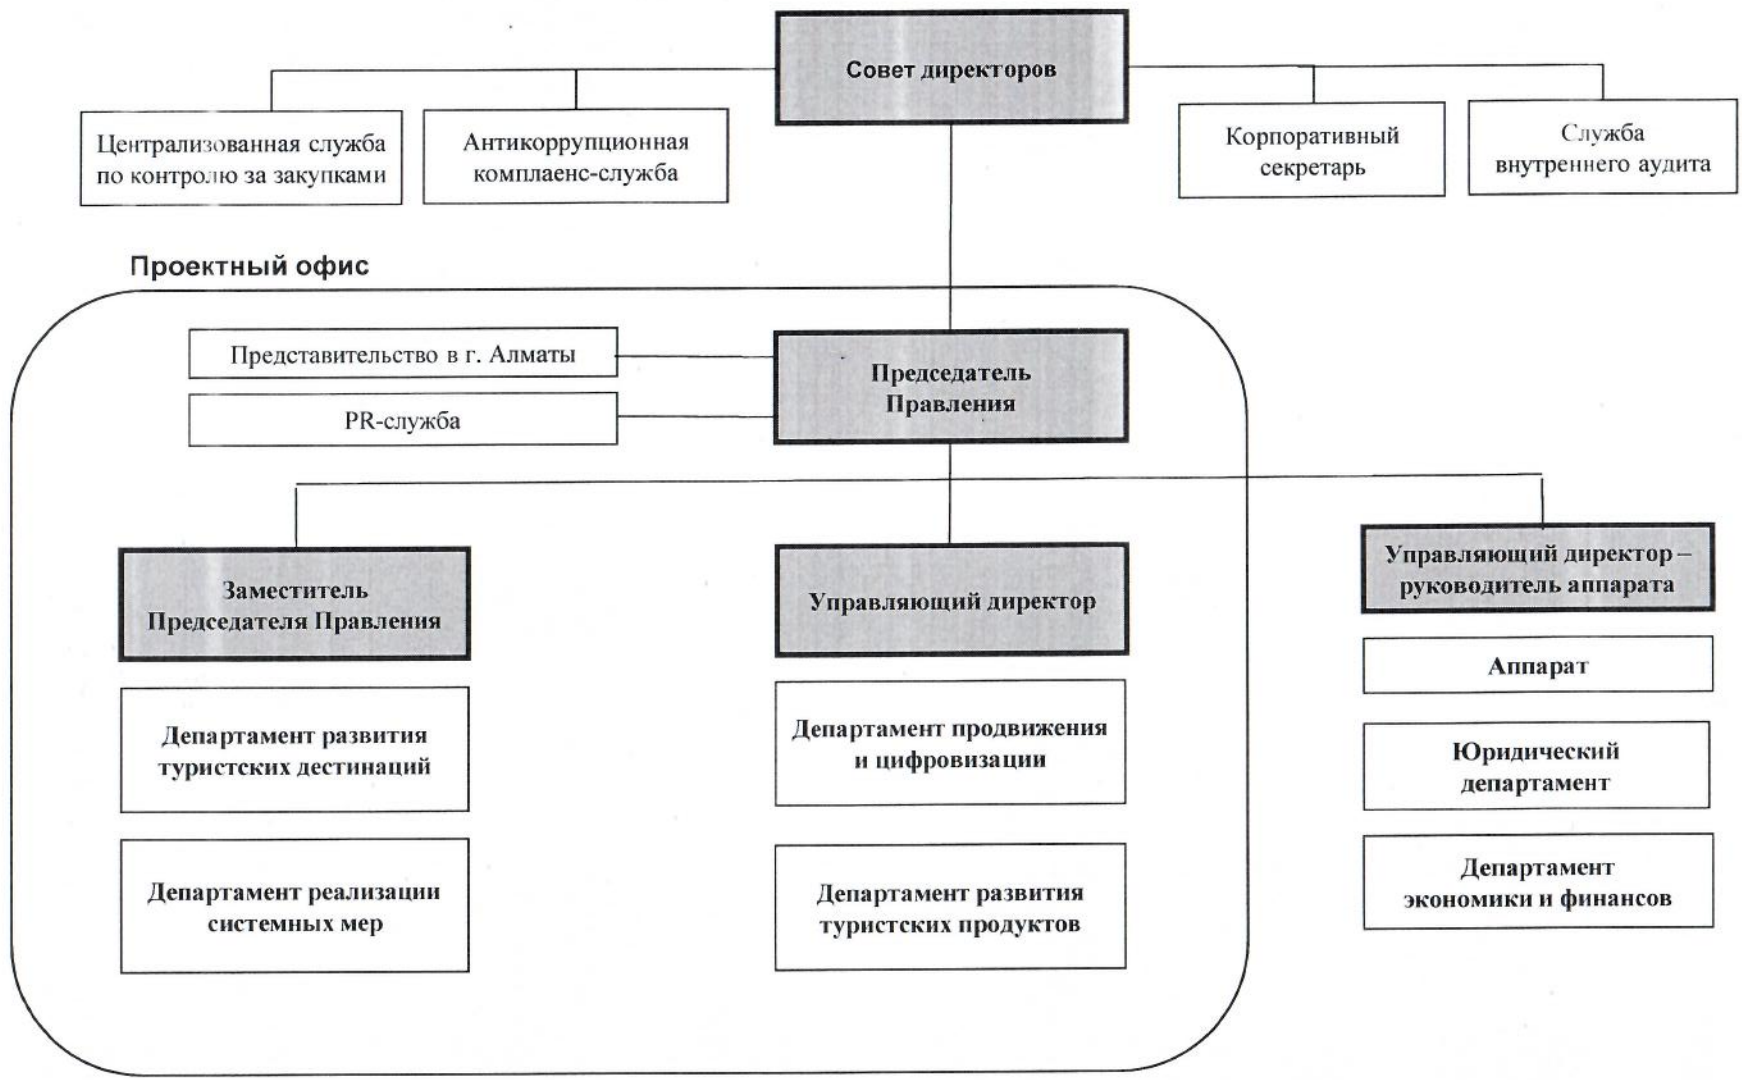 Совет директоров
Централизованная служба
по контролю за закупками
Антикоррупционная
комплаенс-служба
Корпоративный
секретарь
Служба
внутреннего аудита
Проектный офис
Представительство в г. Алматы
PR-служба
Председатель
Правления
Заместитель
Председателя Правления
Управляющий директор
Управляющий директор –
руководитель аппарата
Департамент развития
туристских дестинаций
Департамент продвижения
и цифровизации
Аппарат
Юридический
департамент
Департамент реализации
системных мер
Департамент развития
туристских продуктов
Департамент
экономики и финансов